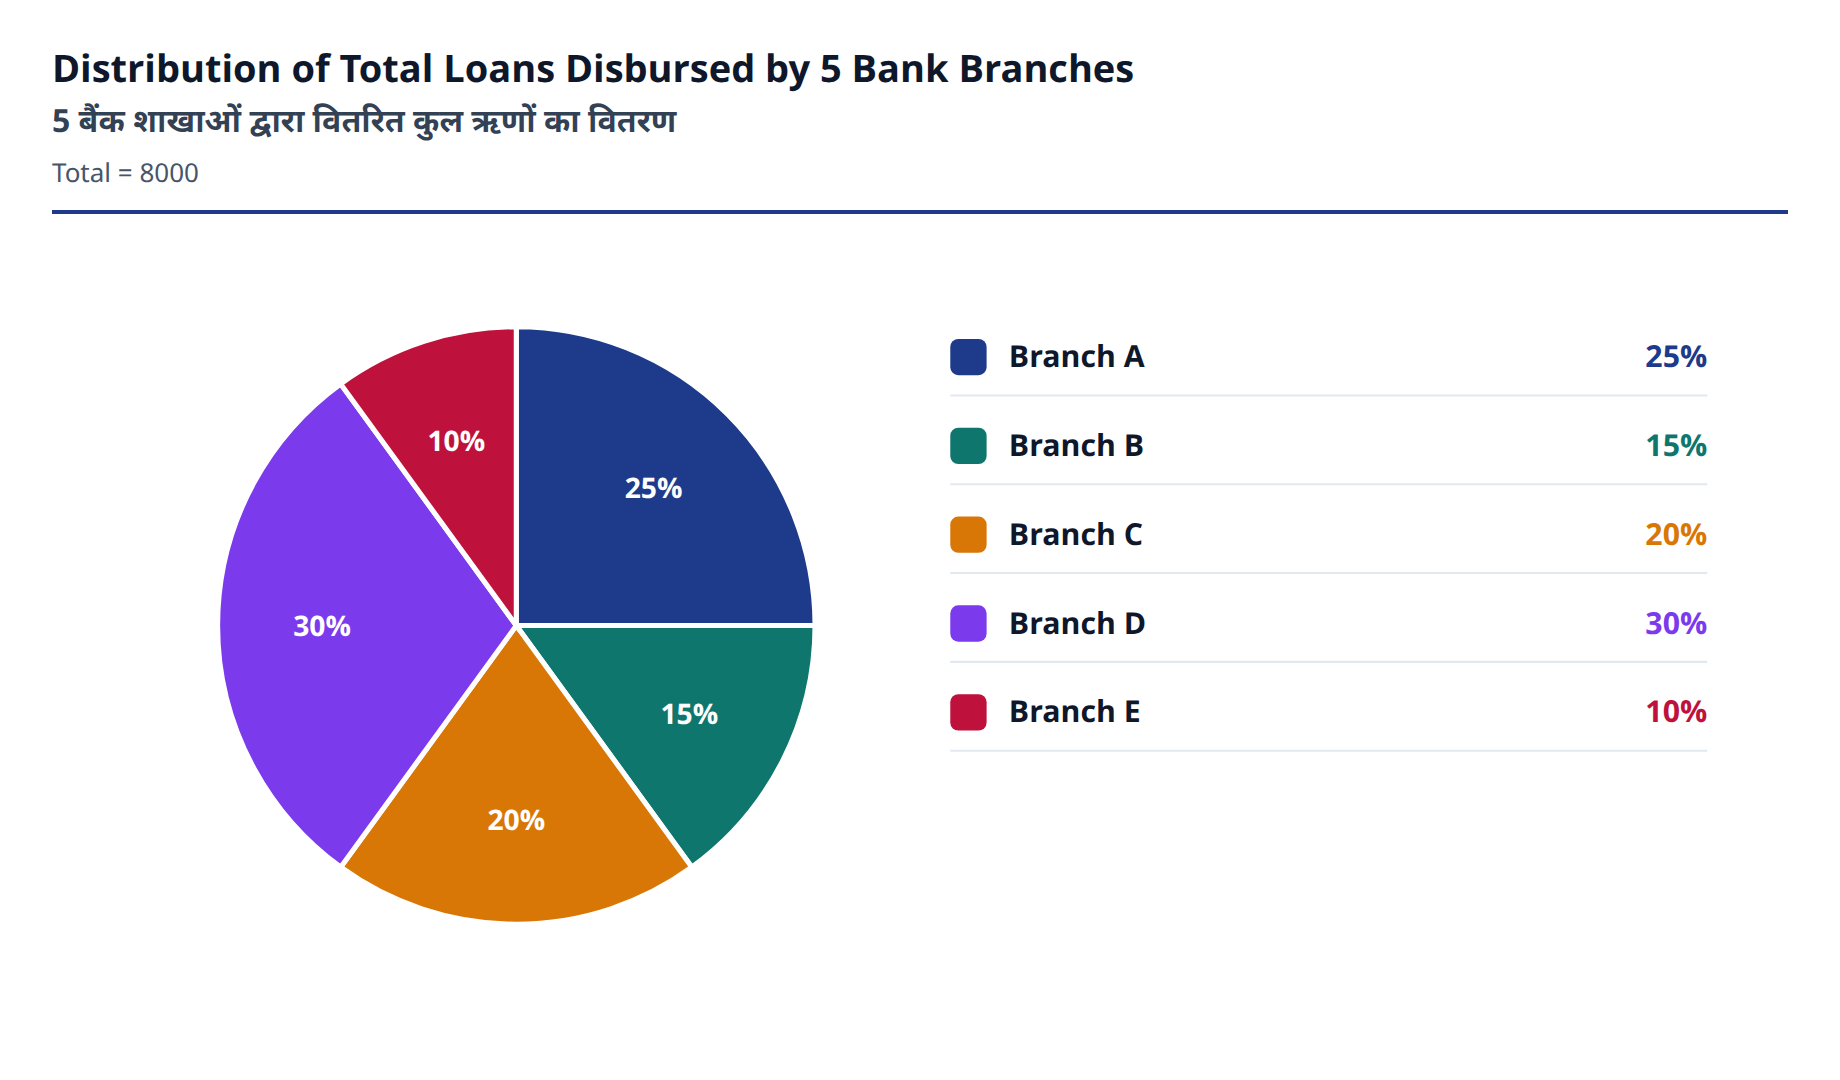 Distribution of Total Loans Disbursed by 5 Bank Branches
5 बैंक शाखाओं द्वारा वितरित कुल ऋणों का वितरण
Total = 8000
10%
25%
30%
15%
20%
Branch A 25%
Branch B 15%
Branch C 20%
Branch D 30%
Branch E 10%